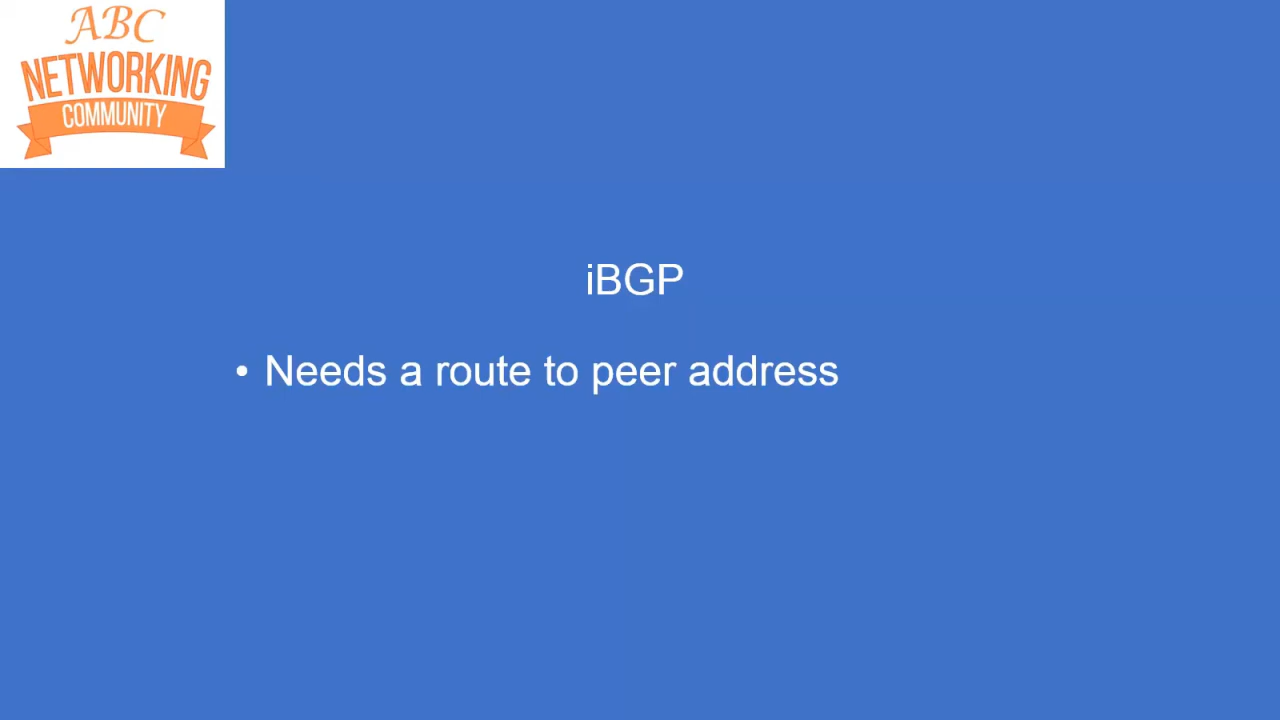 ABC
NETWORKING
COMMUNITY
iBGP
• Needs a route to peer address